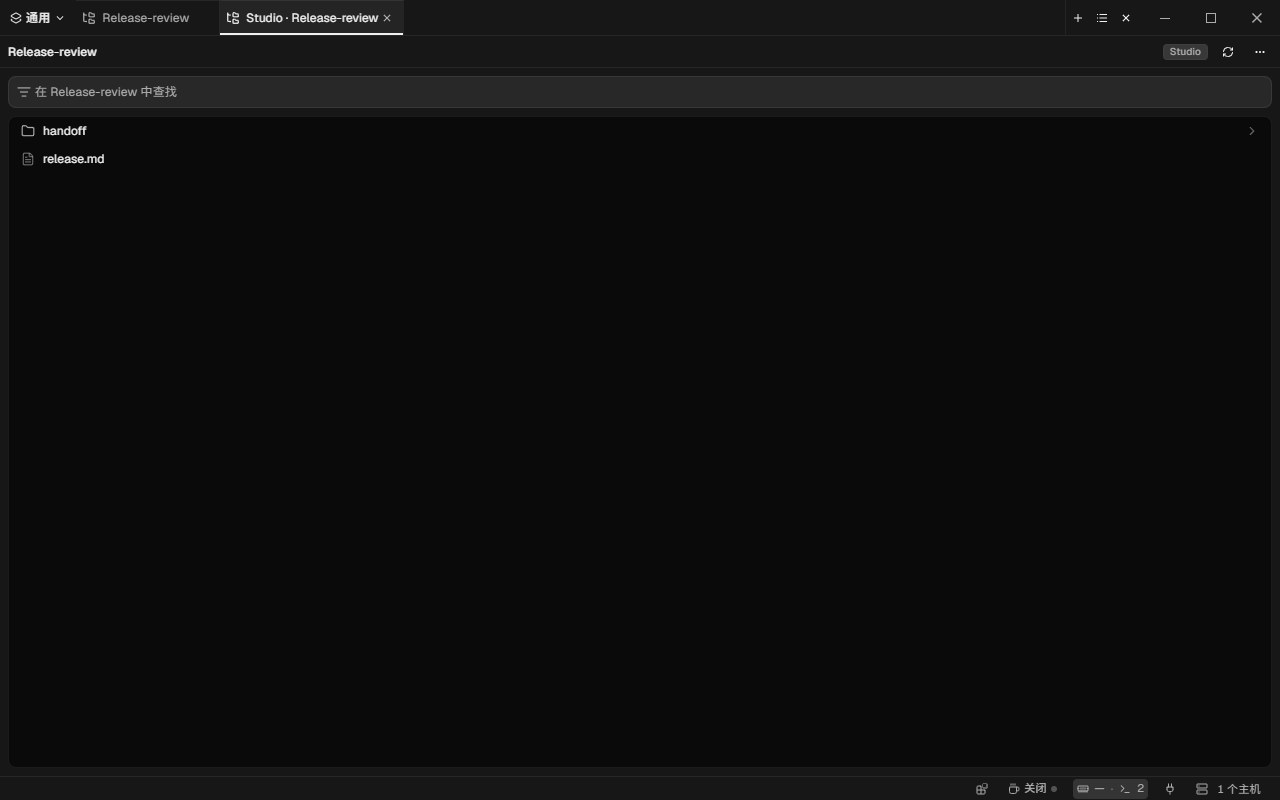 通用 Release-review Studio · Release-review
Release-review Studio
在 Release-review 中查找
handoff
release.md
关闭 — · 2 1 个主机